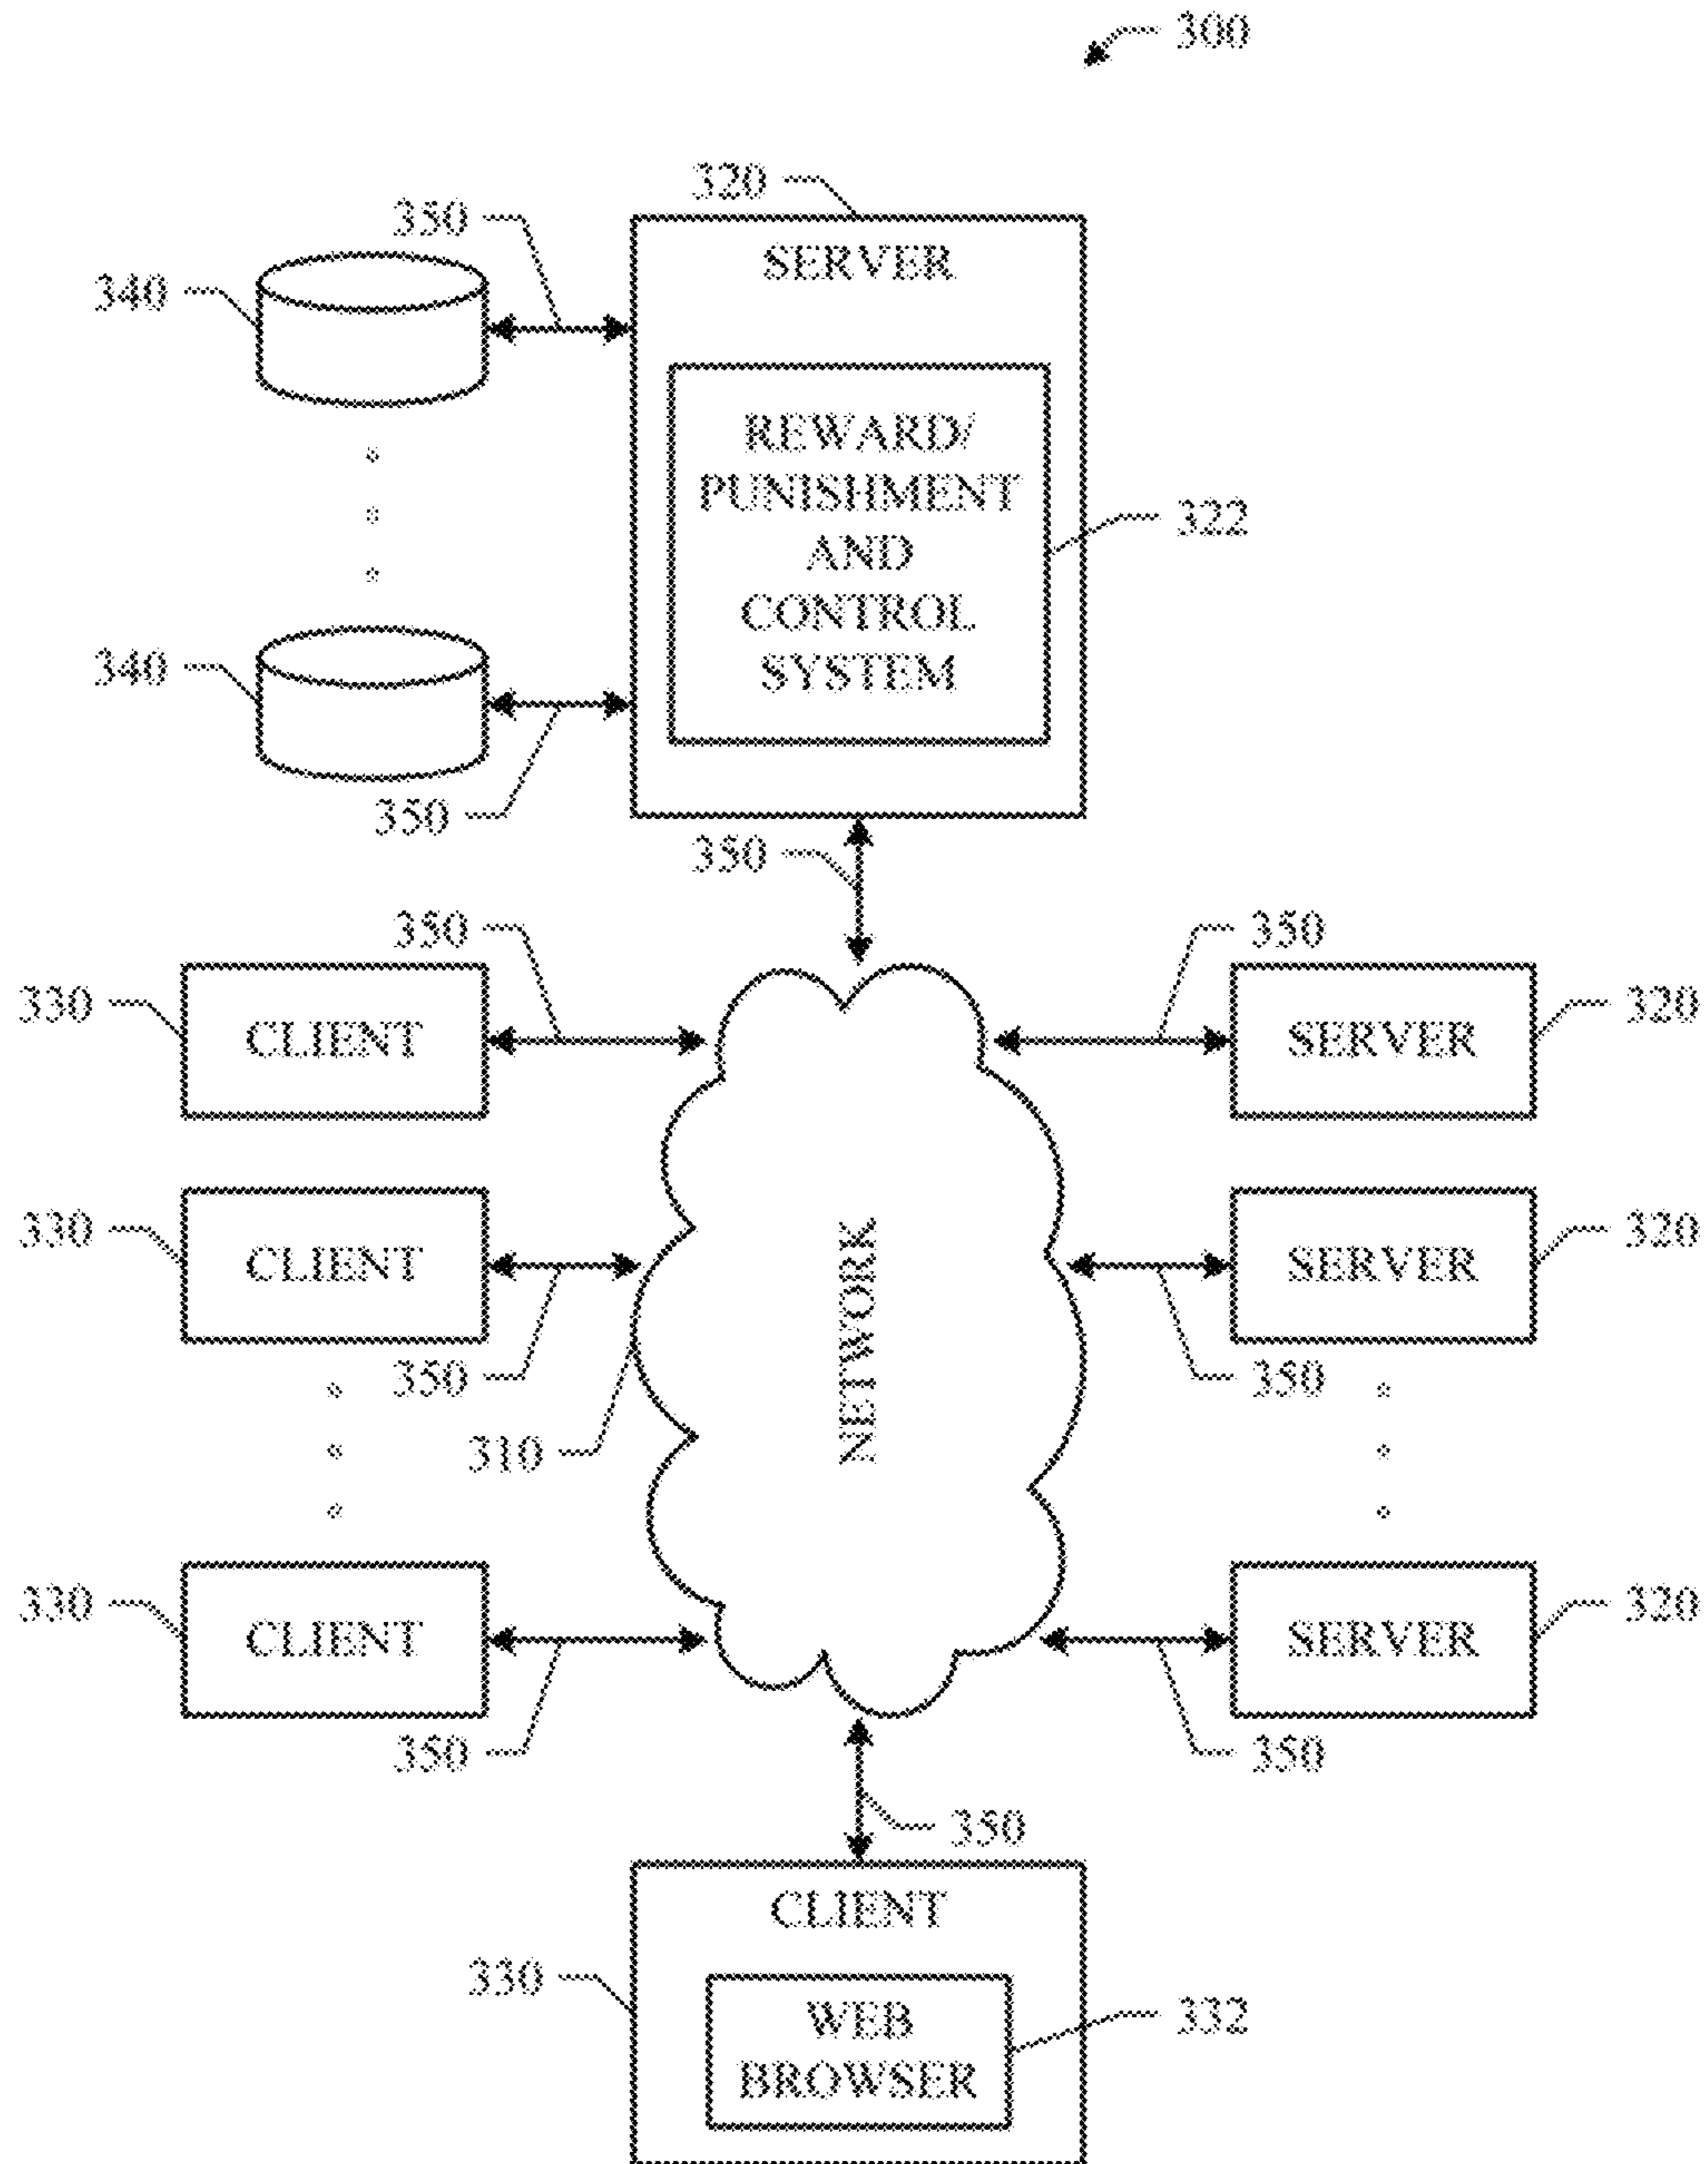 300
320
350
SERVER
340
REWARD/
PUNISHMENT
AND
CONTROL
SYSTEM
322
340
350
350
350
350
330
CLIENT
SERVER
320
330
CLIENT
SERVER
320
NETWORK
350
350
310
330
CLIENT
SERVER
320
350
350
350
CLIENT
330
WEB
BROWSER
332